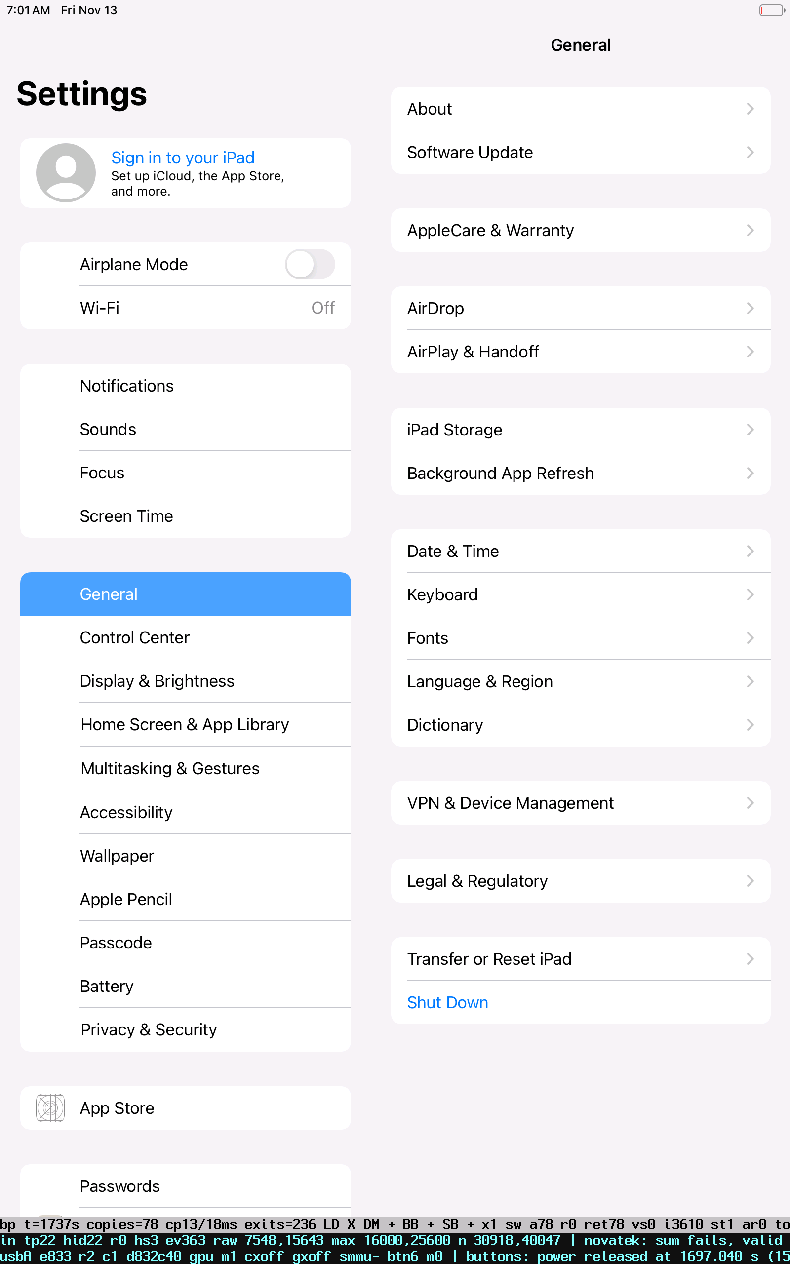 7:01 AM Fri Nov 13
General
Settings
Sign in to your iPad
Set up iCloud, the App Store,
and more.
Airplane Mode
Wi-Fi Off
Notifications
Sounds
Focus
Screen Time
General
Control Center
Display & Brightness
Home Screen & App Library
Multitasking & Gestures
Accessibility
Wallpaper
Apple Pencil
Passcode
Battery
Privacy & Security
App Store
Passwords
About
Software Update
AppleCare & Warranty
AirDrop
AirPlay & Handoff
iPad Storage
Background App Refresh
Date & Time
Keyboard
Fonts
Language & Region
Dictionary
VPN & Device Management
Legal & Regulatory
Transfer or Reset iPad
Shut Down
bp t=1737s copies=78 cp13/18ms exits=236 LD X DM + BB + SB + x1 sw a78 r0 ret78 vs0 i3610 st1 ar0 to
in tp22 hid22 r0 hs3 ev363 raw 7548,15643 max 16000,25600 n 30918,40047 | novatek: sum fails, valid
usbA e833 r2 c1 d832c40 gpu m1 cxoff gxoff smmu- btn6 m0 | buttons: power released at 1697.040 s (15